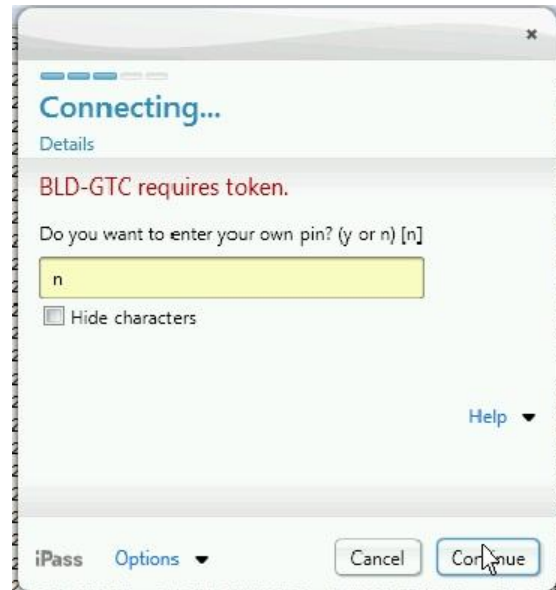 Connecting...
Details
BLD-GTC requires token.
Do you want to enter your own pin? (y or n) [n]
n
Hide characters
Help
iPass Options Cancel Continue